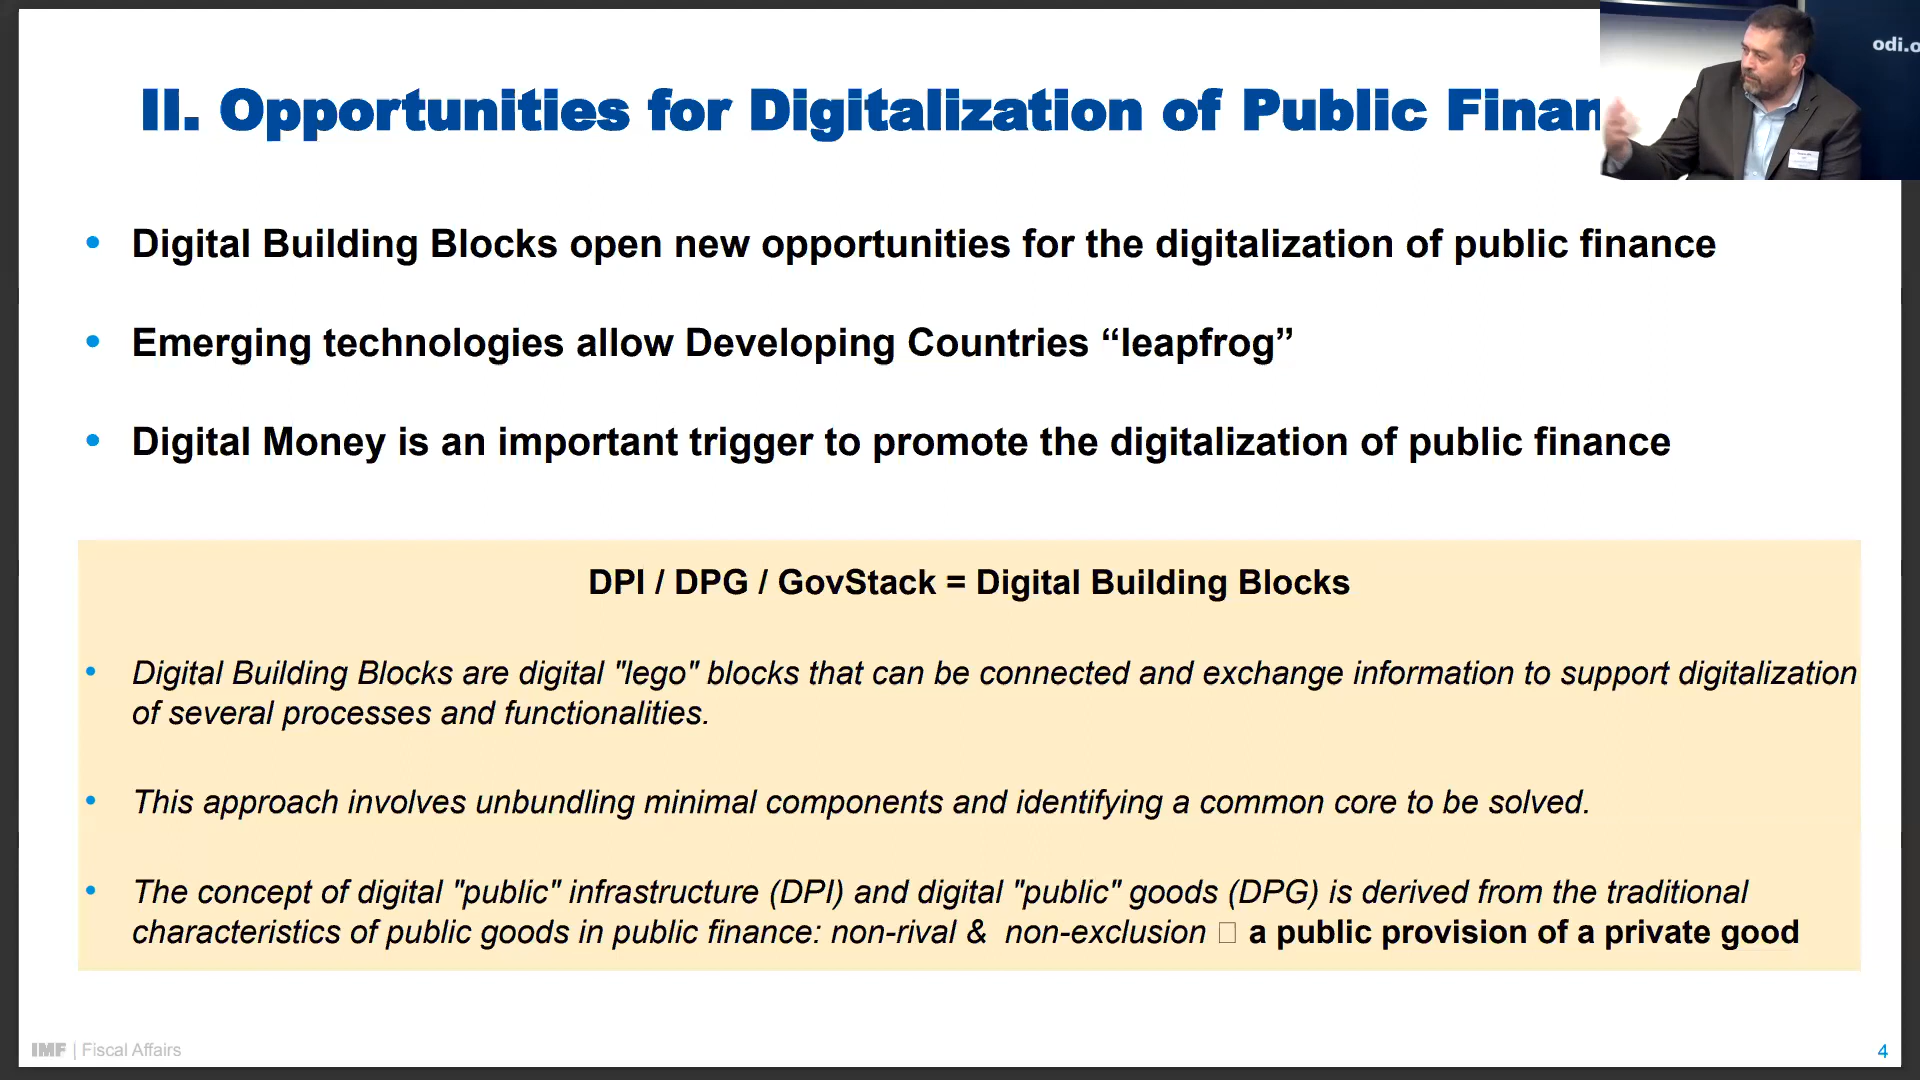 II. Opportunities for Digitalization of Public Finan
odi.o
• Digital Building Blocks open new opportunities for the digitalization of public finance
• Emerging technologies allow Developing Countries “leapfrog”
• Digital Money is an important trigger to promote the digitalization of public finance
DPI / DPG / GovStack = Digital Building Blocks
• Digital Building Blocks are digital "lego" blocks that can be connected and exchange information to support digitalization
of several processes and functionalities.
• This approach involves unbundling minimal components and identifying a common core to be solved.
• The concept of digital "public" infrastructure (DPI) and digital "public" goods (DPG) is derived from the traditional
characteristics of public goods in public finance: non-rival & non-exclusion □ a public provision of a private good
IMF | Fiscal Affairs
4